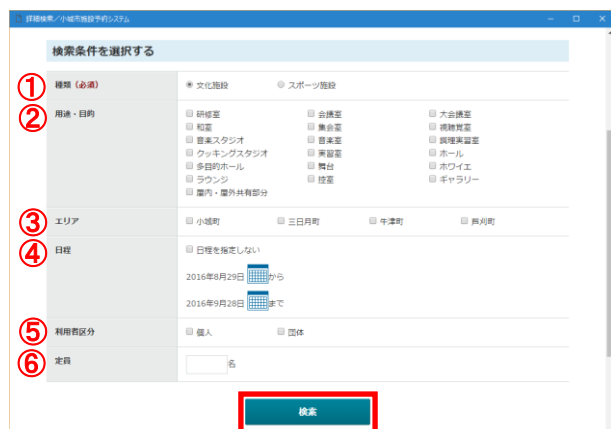 詳細検索／小城市施設予約システム
検索条件を選択する
① 種類（必須） 文化施設 スポーツ施設
② 用途・目的 研修室 会議室 大会議室
和室 集会室 視聴覚室
音楽スタジオ 音楽室 調理実習室
クッキングスタジオ 実習室 ホール
多目的ホール 舞台 ホワイエ
ラウンジ 控室 ギャラリー
屋内・屋外共有部分
③ エリア 小城町 三日月町 牛津町 芦刈町
④ 日程 日程を指定しない
2016年8月29日 から
2016年9月28日 まで
⑤ 利用者区分 個人 団体
⑥ 定員 名
検索